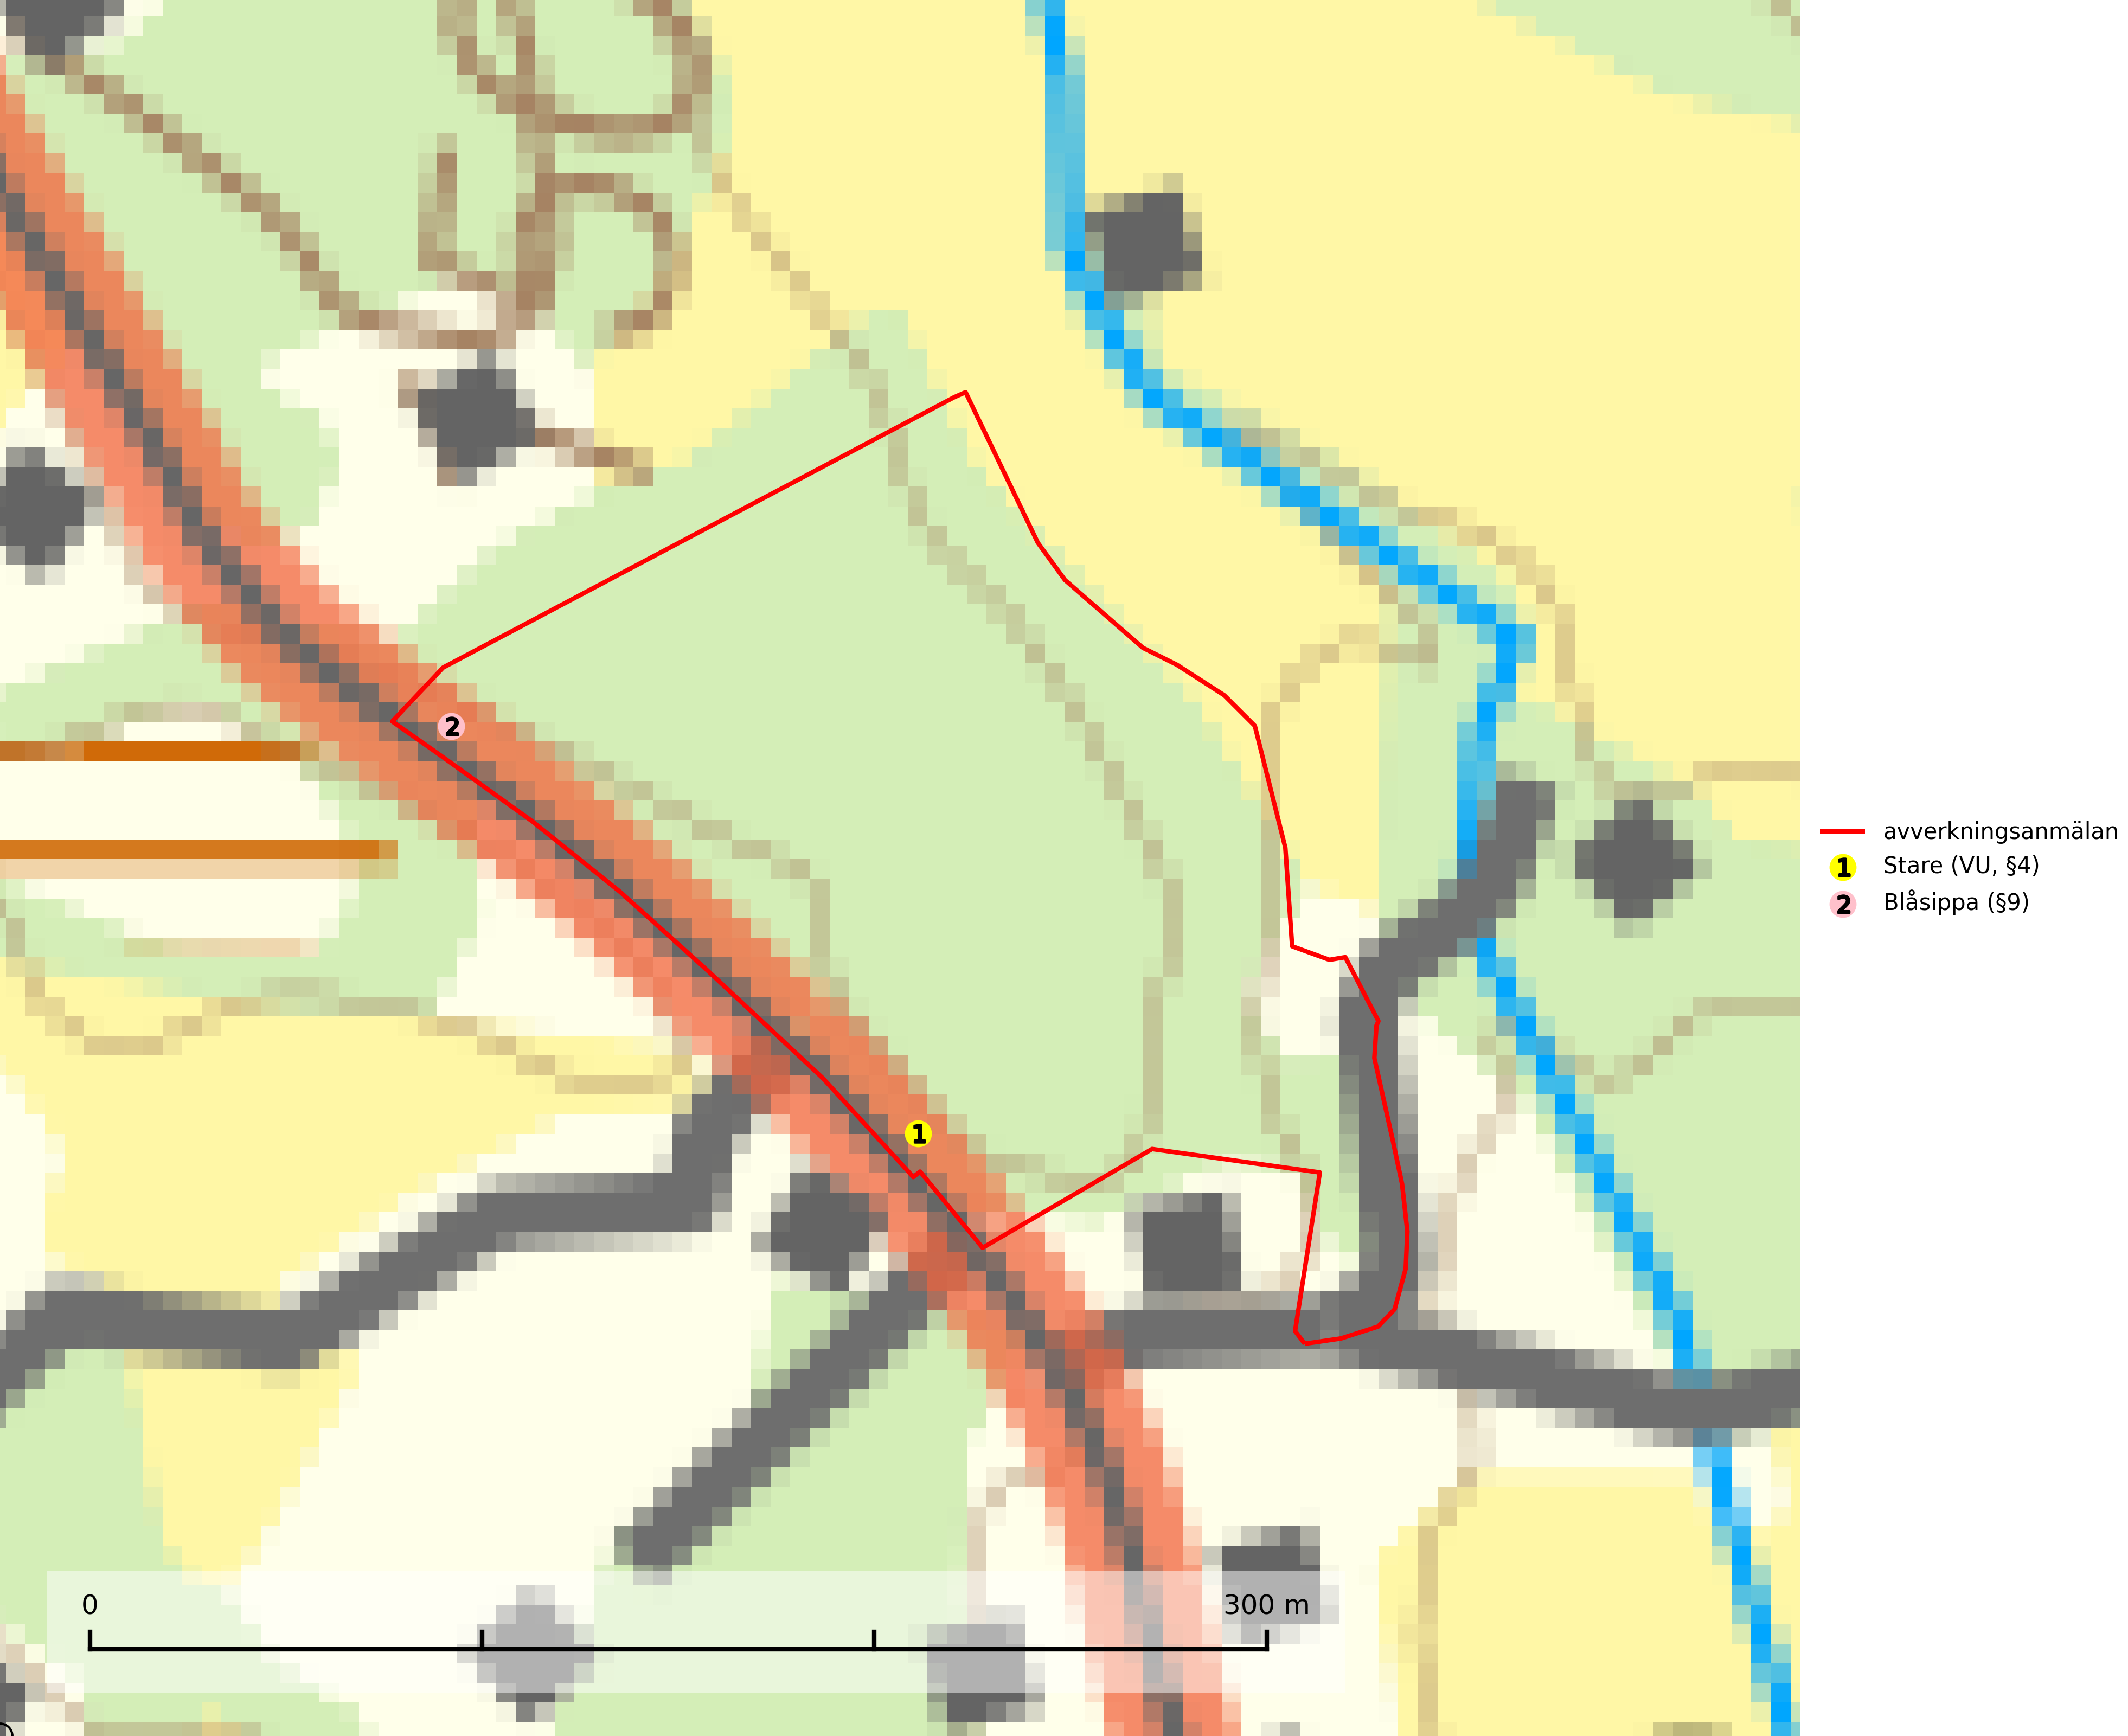 2
avverkningsanmälan
1 Stare (VU, §4)
2 Blåsippa (§9)
1
0 300 m